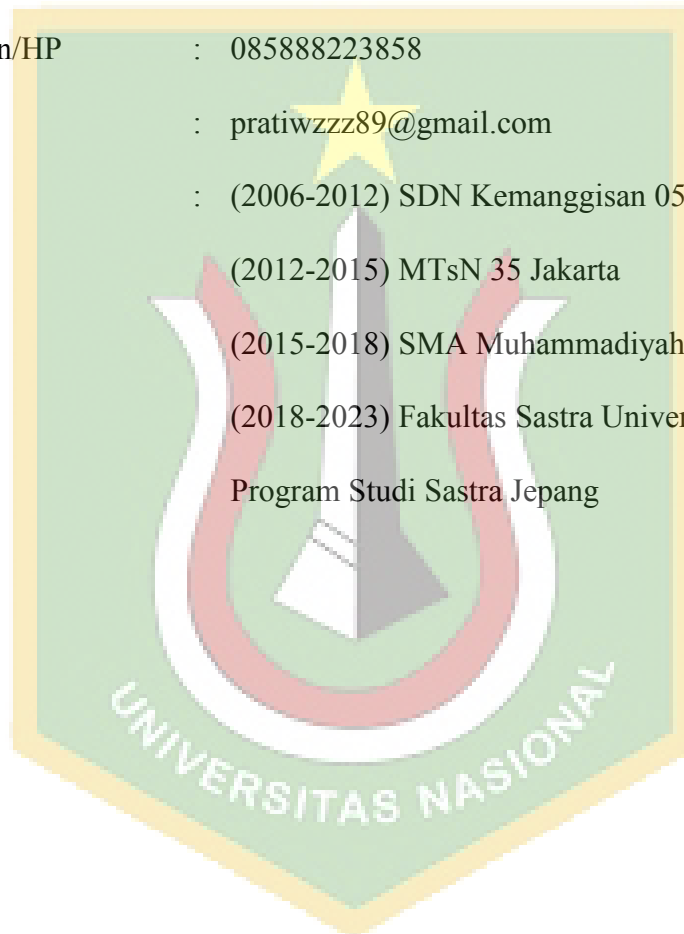 n/HP : 085888223858
: pratiwzzz89@gmail.com
: (2006-2012) SDN Kemanggisan 05
(2012-2015) MTsN 35 Jakarta
(2015-2018) SMA Muhammadiyah
(2018-2023) Fakultas Sastra Univer
Program Studi Sastra Jepang
UNIVERSITAS NASIONAL